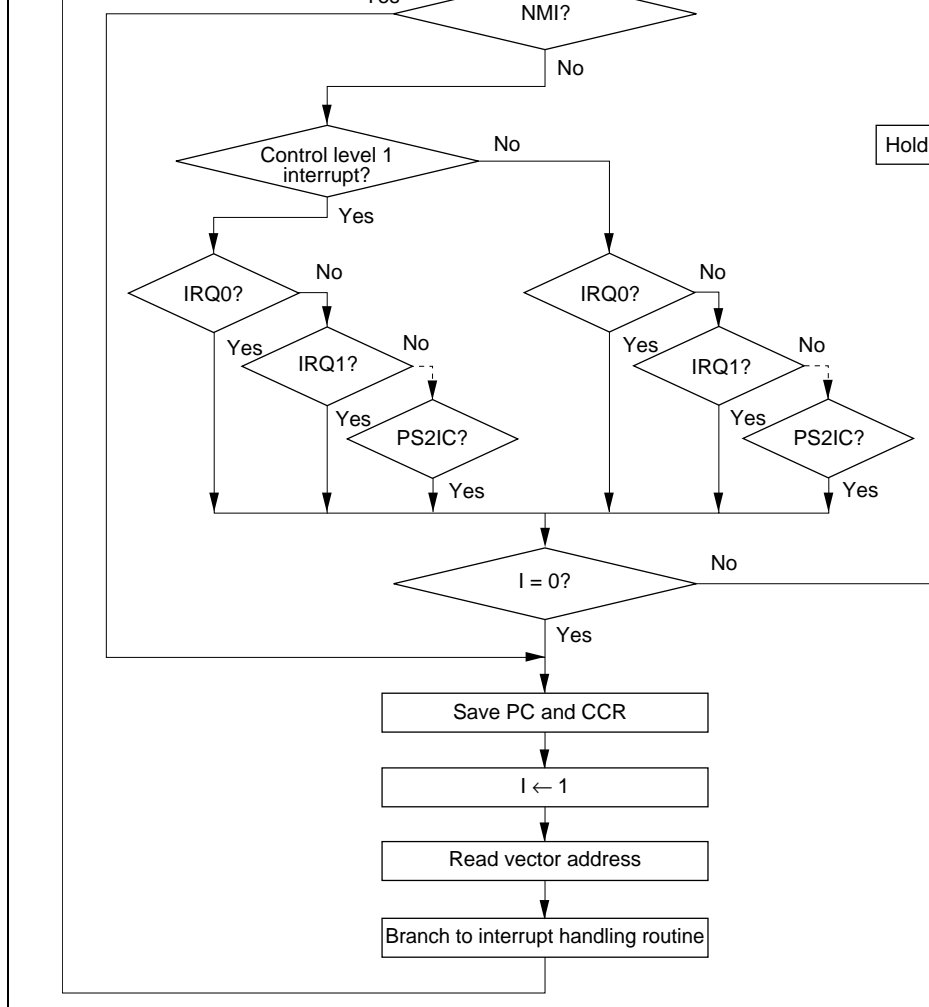 Yes
NMI?
No
Hold
Control level 1
interrupt?
No
Yes
IRQ0?
No
IRQ0?
No
Yes
IRQ1?
No
Yes
IRQ1?
No
Yes
PS2IC?
Yes
PS2IC?
Yes
Yes
I = 0?
No
Yes
Save PC and CCR
I ← 1
Read vector address
Branch to interrupt handling routine